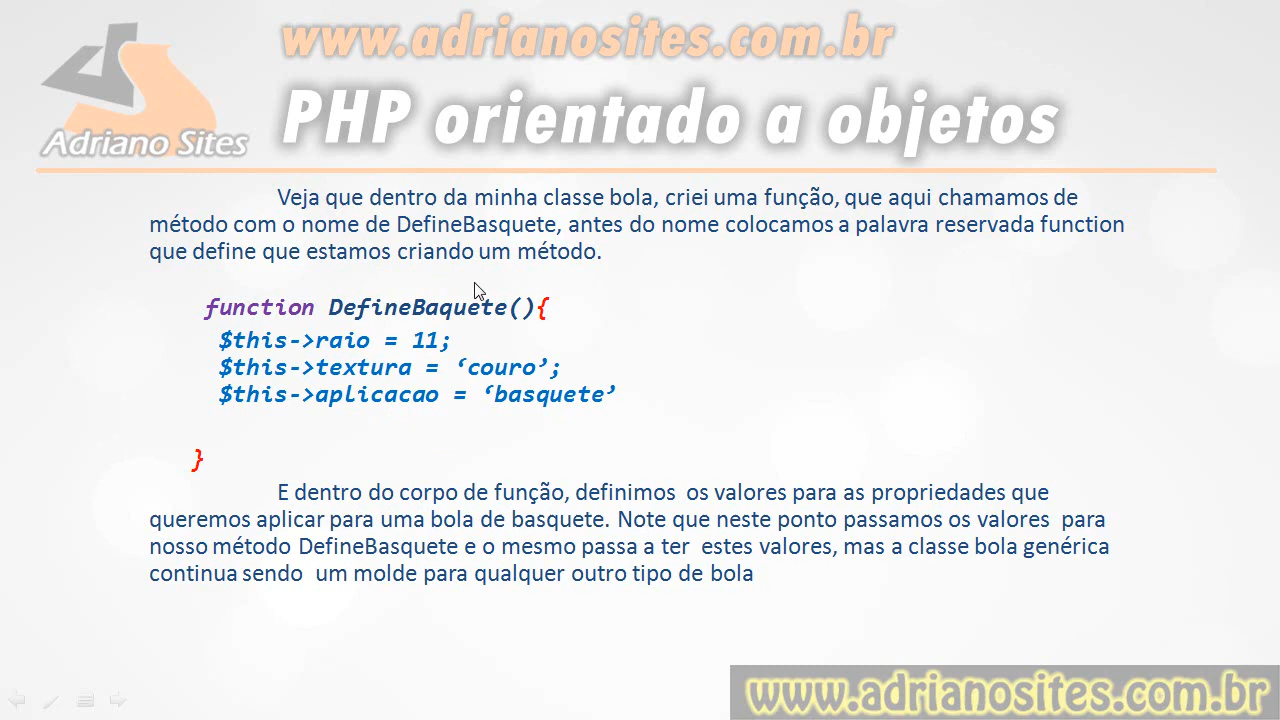 www.adrianosites.com.br
PHP orientado a objetos
Adriano Sites
Veja que dentro da minha classe bola, criei uma função, que aqui chamamos de
método com o nome de DefineBasquete, antes do nome colocamos a palavra reservada function
que define que estamos criando um método.
function DefineBaquete(){
$this->raio = 11;
$this->textura = ‘couro’;
$this->aplicacao = ‘basquete’
}
E dentro do corpo de função, definimos os valores para as propriedades que
queremos aplicar para uma bola de basquete. Note que neste ponto passamos os valores para
nosso método DefineBasquete e o mesmo passa a ter estes valores, mas a classe bola genérica
continua sendo um molde para qualquer outro tipo de bola
www.adrianosites.com.br